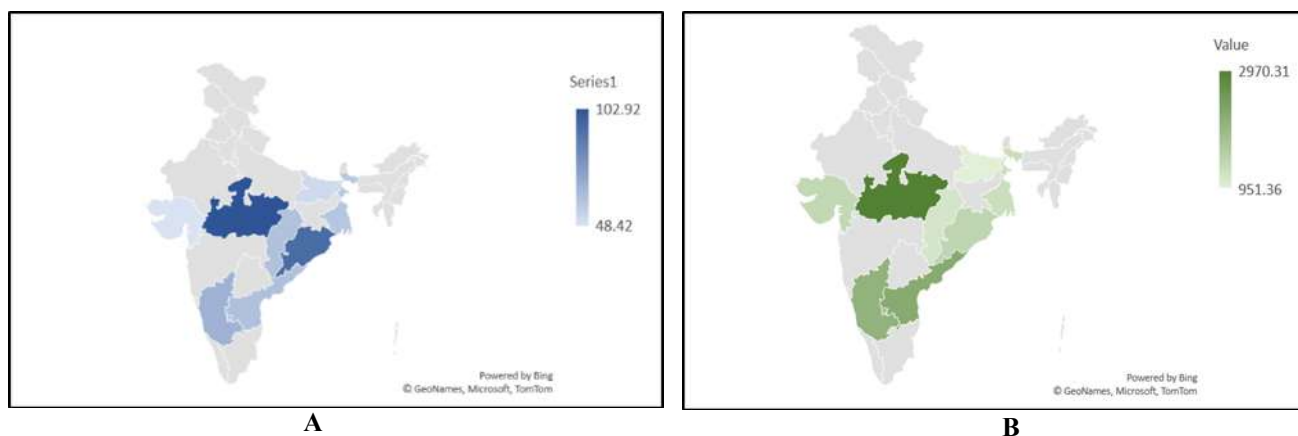 Series1
102.92
48.42
Powered by Bing
© GeoNames, Microsoft, TomTom
A
Value
2970.31
951.36
Powered by Bing
© GeoNames, Microsoft, TomTom
B